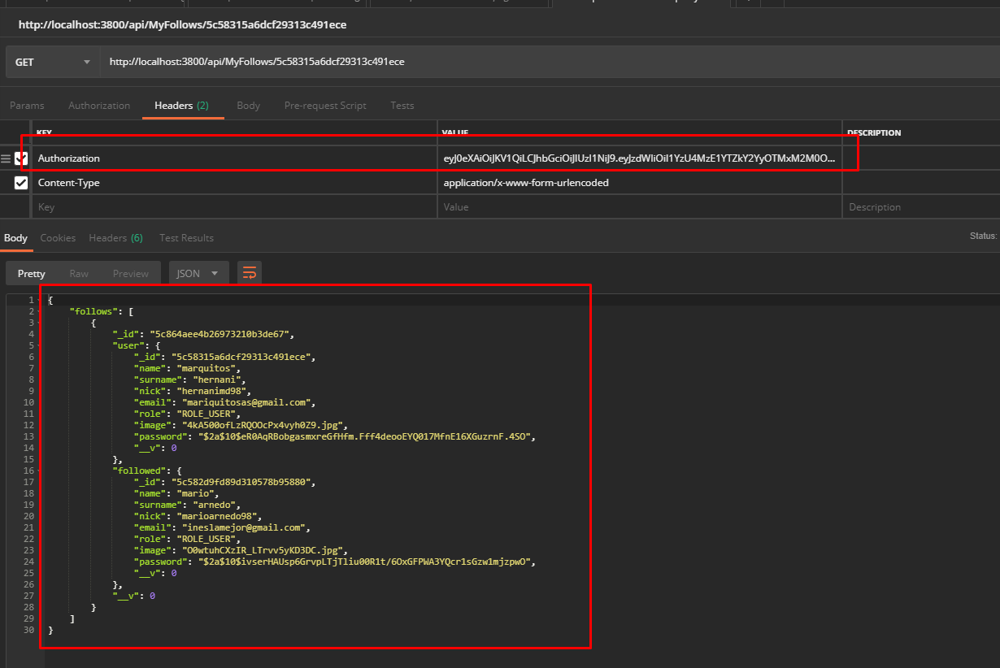 http://localhost:3800/api/MyFollows/5c58315a6dcf29313c491ece
GET http://localhost:3800/api/MyFollows/5c58315a6dcf29313c491ece
Params Authorization Headers (2) Body Pre-request Script Tests
KEY VALUE DESCRIPTION
Authorization eyJ0eXAiOiJKV1QiLCJhbGciOiJIUzI1NiJ9.eyJzdWIiOiI1YzU4MzE1YTZkY2YyOTMxM2M0O...
Content-Type application/x-www-form-urlencoded
Key Value Description
Body Cookies Headers (6) Test Results Status:
Pretty Raw Preview JSON
1 {
2 "follows": [
3 {
4 "_id": "5c864aee4b26973210b3de67",
5 "user": {
6 "_id": "5c58315a6dcf29313c491ece",
7 "name": "marquitos",
8 "surname": "hernani",
9 "nick": "hernanimd98",
10 "email": "mariquitosas@gmail.com",
11 "role": "ROLE_USER",
12 "image": "4kA500ofLzRQOOcPx4vyh0Z9.jpg",
13 "password": "$2a$10$eR0AqRBobgasmxreGfHfm.Fff4deooEYQ017MfnE16XGuzrnF.4SO",
14 "__v": 0
15 },
16 "followed": {
17 "_id": "5c582d9fd89d310578b95880",
18 "name": "mario",
19 "surname": "arnedo",
20 "nick": "marioarnedo98",
21 "email": "ineslamejor@gmail.com",
22 "role": "ROLE_USER",
23 "image": "O0wtuhCXzIR_LTrvv5yKD3DC.jpg",
24 "password": "$2a$10$ivserHAUsp6GrvpLTjTliu00R1t/6OxGFPWA3YQcr1sGzw1mjzpwO",
25 "__v": 0
26 },
27 "__v": 0
28 }
29 ]
30 }